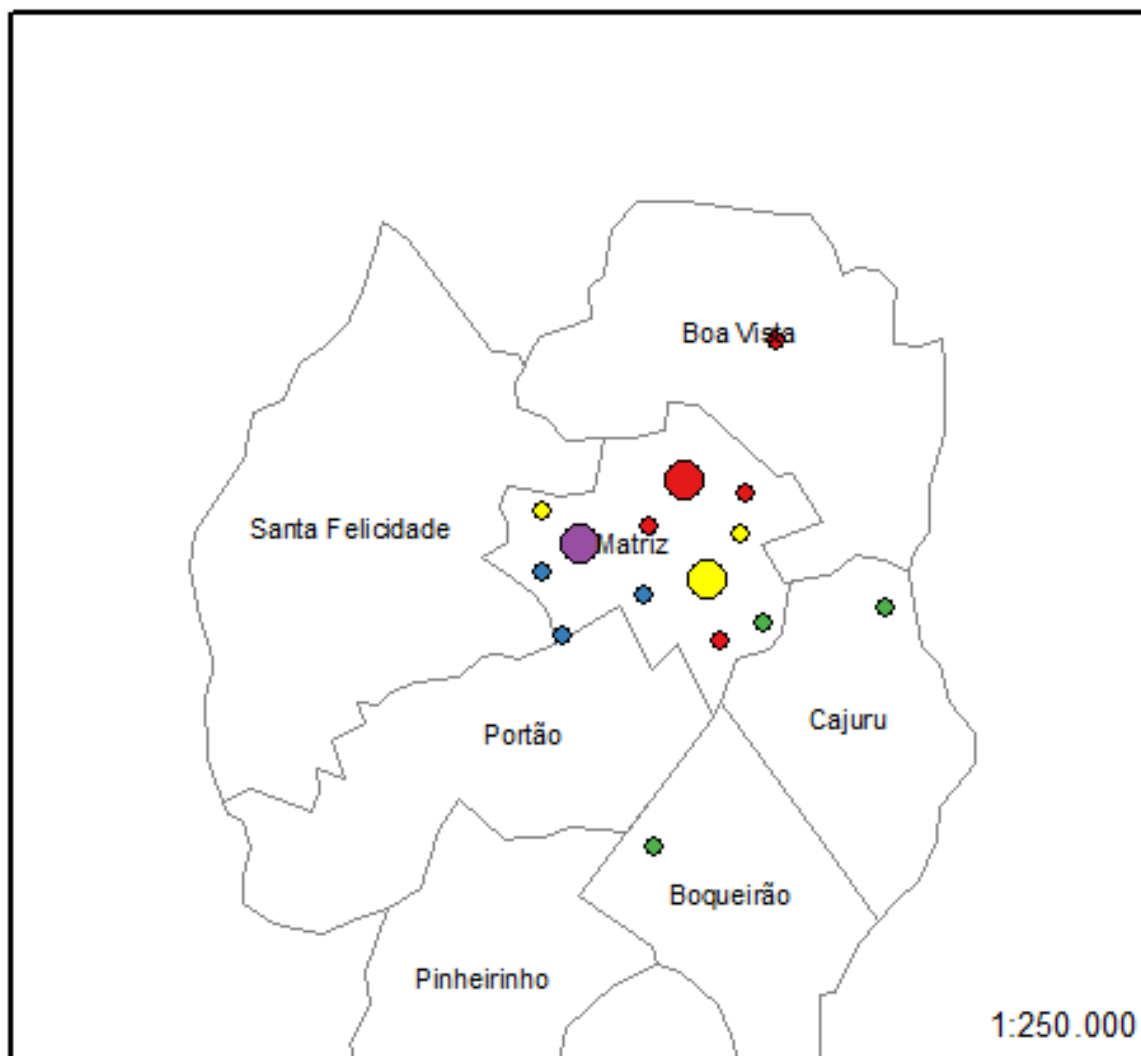 Boa Vista
Santa Felicidade
Matriz
Cajuru
Portão
Boqueirão
Pinheirinho
1:250.000